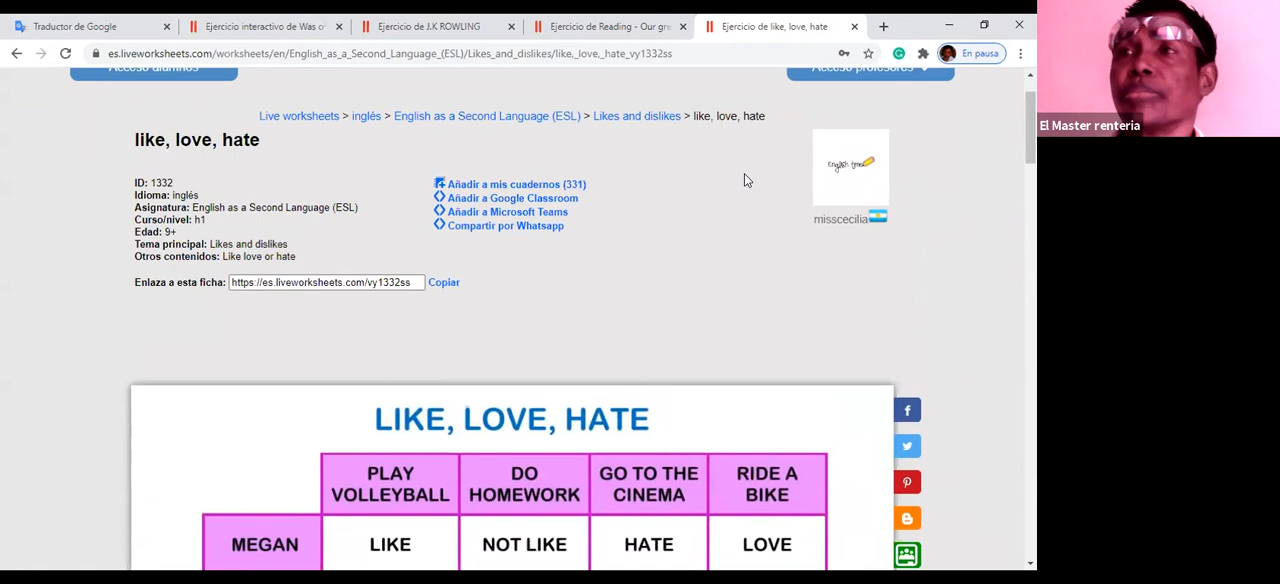 Traductor de Google
Ejercicio interactivo de Was o
Ejercicio de J.K ROWLING
Ejercicio de Reading - Our gre
Ejercicio de like, love, hate
es.liveworksheets.com/worksheets/en/English_as_a_Second_Language_(ESL)/Likes_and_dislikes/like,_love,_hate_vy1332ss
En pausa
Acceso alumnos
Acceso profesores
Live worksheets > inglés > English as a Second Language (ESL) > Likes and dislikes > like, love, hate
like, love, hate
English time
ID: 1332
Idioma: inglés
Asignatura: English as a Second Language (ESL)
Curso/nivel: h1
Edad: 9+
Tema principal: Likes and dislikes
Otros contenidos: Like love or hate
Añadir a mis cuadernos (331)
Añadir a Google Classroom
Añadir a Microsoft Teams
Compartir por Whatsapp
misscecilia
Enlaza a esta ficha: https://es.liveworksheets.com/vy1332ss Copiar
LIKE, LOVE, HATE
PLAY VOLLEYBALL
DO HOMEWORK
GO TO THE CINEMA
RIDE A BIKE
MEGAN LIKE NOT LIKE HATE LOVE
El Master renteria